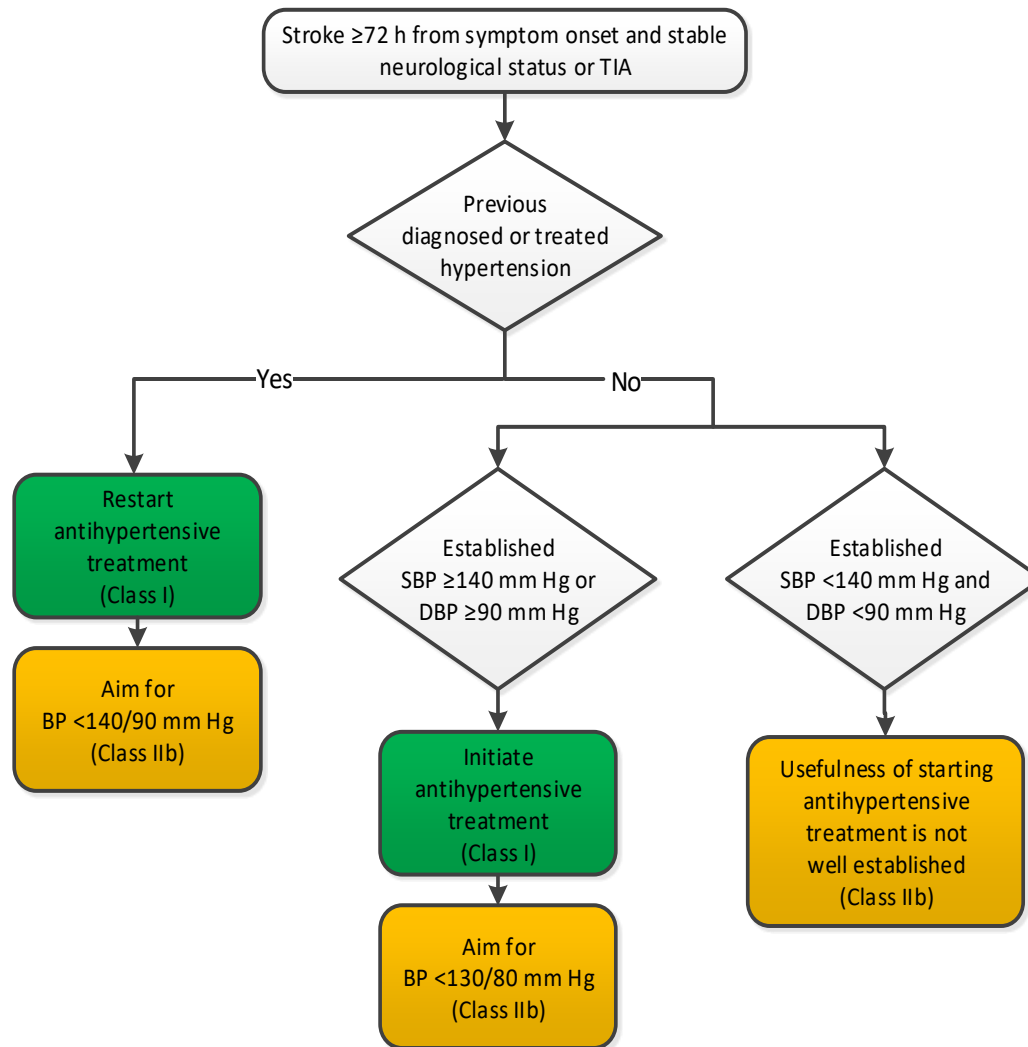 Stroke ≥72 h from symptom onset and stable
neurological status or TIA
Previous
diagnosed or treated
hypertension
Yes
No
Restart
antihypertensive
treatment
(Class I)
Aim for
BP <140/90 mm Hg
(Class IIb)
Established
SBP ≥140 mm Hg or
DBP ≥90 mm Hg
Initiate
antihypertensive
treatment
(Class I)
Aim for
BP <130/80 mm Hg
(Class IIb)
Established
SBP <140 mm Hg and
DBP <90 mm Hg
Usefulness of starting
antihypertensive
treatment is not
well established
(Class IIb)